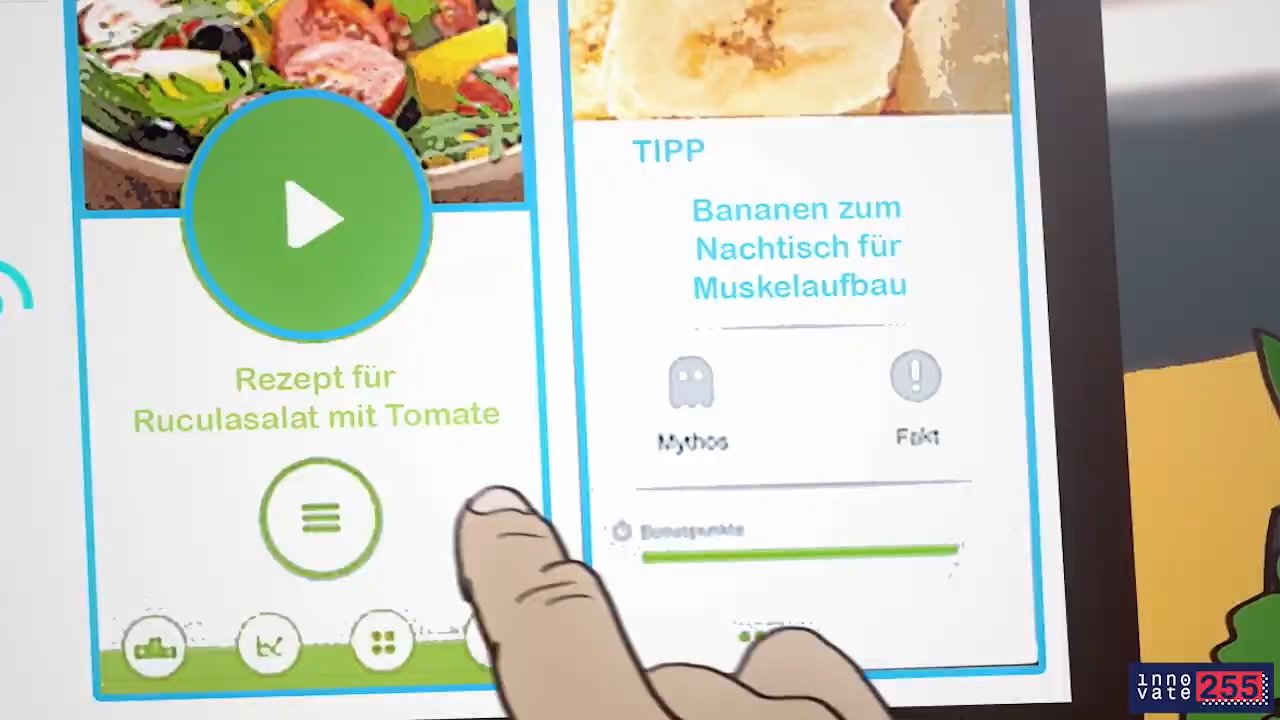 Rezept für
Ruculasalat mit Tomate
TIPP
Bananen zum
Nachtisch für
Muskelaufbau
Mythos
Fakt
inno
vate
255